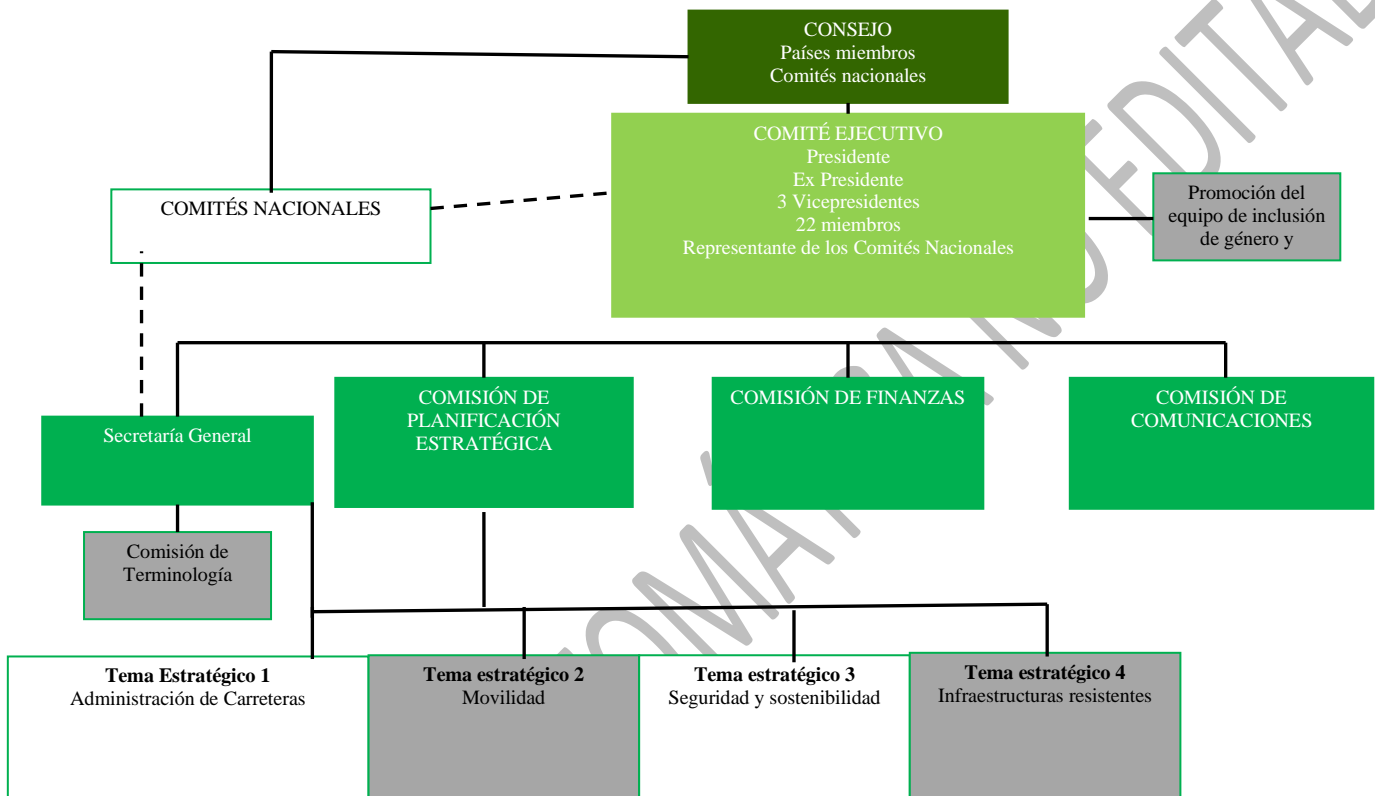 CONSEJO
Países miembros
Comités nacionales
COMITÉ EJECUTIVO
Presidente
Ex Presidente
3 Vicepresidentes
22 miembros
Representante de los Comités Nacionales
COMITÉS NACIONALES
Promoción del
equipo de inclusión
de género y
Secretaría General
COMISIÓN DE
PLANIFICACIÓN
ESTRATÉGICA
COMISIÓN DE FINANZAS
COMISIÓN DE
COMUNICACIONES
Comisión de
Terminología
Tema Estratégico 1
Administración de Carreteras
Tema estratégico 2
Movilidad
Tema estratégico 3
Seguridad y sostenibilidad
Tema estratégico 4
Infraestructuras resistentes